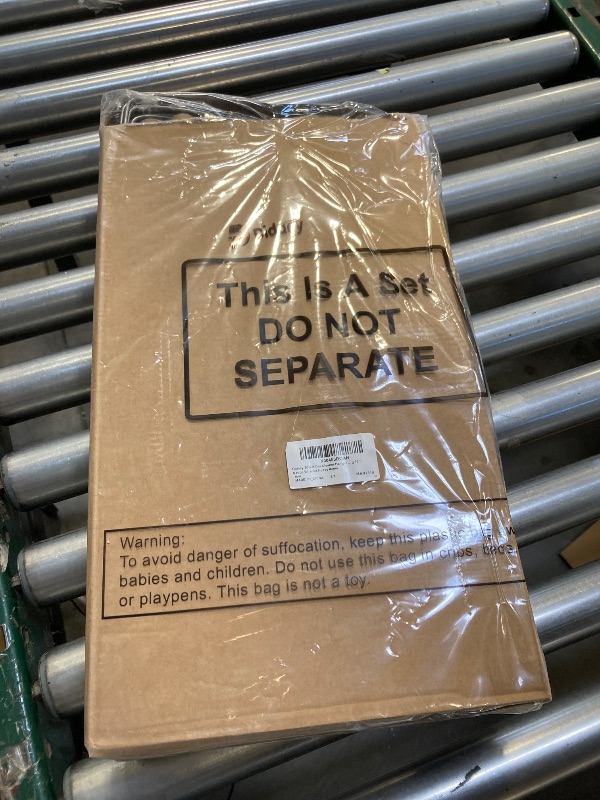 This Is A Set
DO NOT
SEPARATE
Warning:
To avoid danger of suffocation, keep this
babies and children. Do not use this bag in cribs,
or playpens. This bag is not a toy.